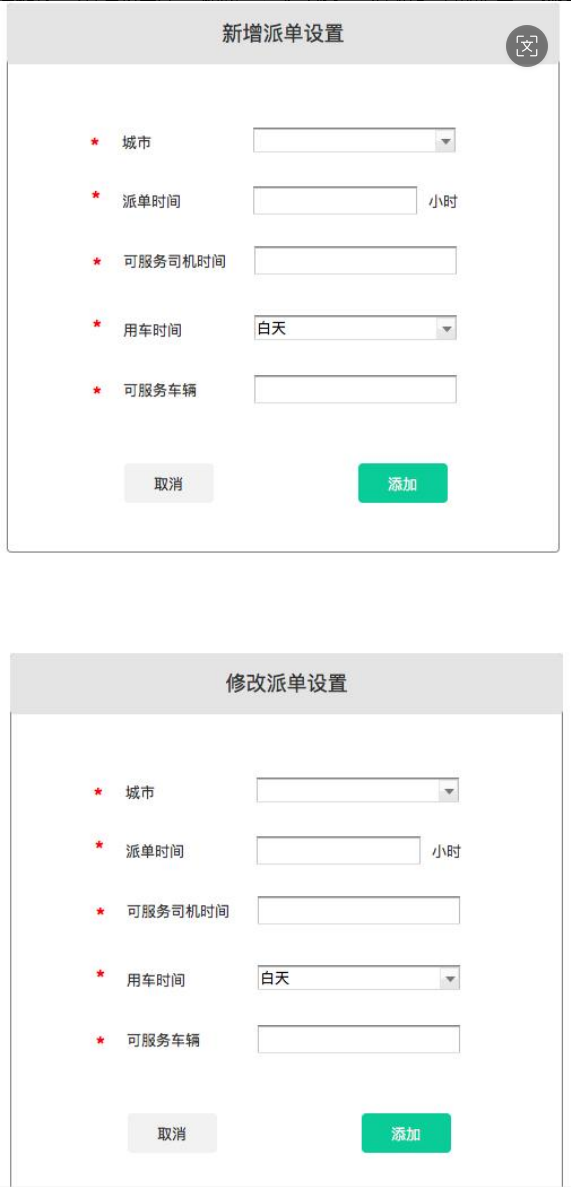 新增派单设置
* 城市
* 派单时间 小时
* 可服务司机时间
* 用车时间 白天
* 可服务车辆
取消 添加
修改派单设置
* 城市
* 派单时间 小时
* 可服务司机时间
* 用车时间 白天
* 可服务车辆
取消 添加